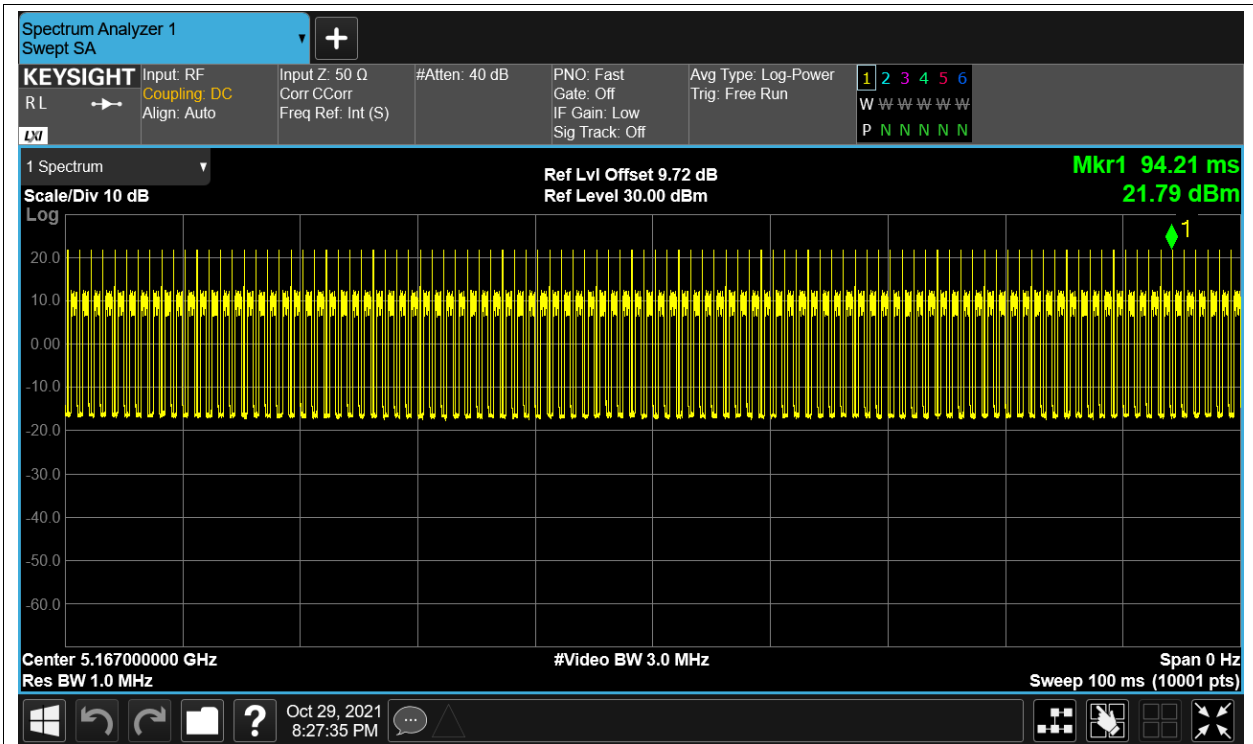 Spectrum Analyzer 1
Swept SA
KEYSIGHT
R L
LXI
Input: RF
Coupling: DC
Align: Auto
Input Z: 50 Ω
Corr CCorr
Freq Ref: Int (S)
#Atten: 40 dB
PNO: Fast
Gate: Off
IF Gain: Low
Sig Track: Off
Avg Type: Log-Power
Trig: Free Run
1 2 3 4 5 6
W W W W W W
P N N N N N
1 Spectrum
Scale/Div 10 dB
Log
Ref Lvl Offset 9.72 dB
Ref Level 30.00 dBm
Mkr1 94.21 ms
21.79 dBm
1
20.0
10.0
0.00
-10.0
-20.0
-30.0
-40.0
-50.0
-60.0
Center 5.167000000 GHz
Res BW 1.0 MHz
#Video BW 3.0 MHz
Span 0 Hz
Sweep 100 ms (10001 pts)
?
Oct 29, 2021
8:27:35 PM